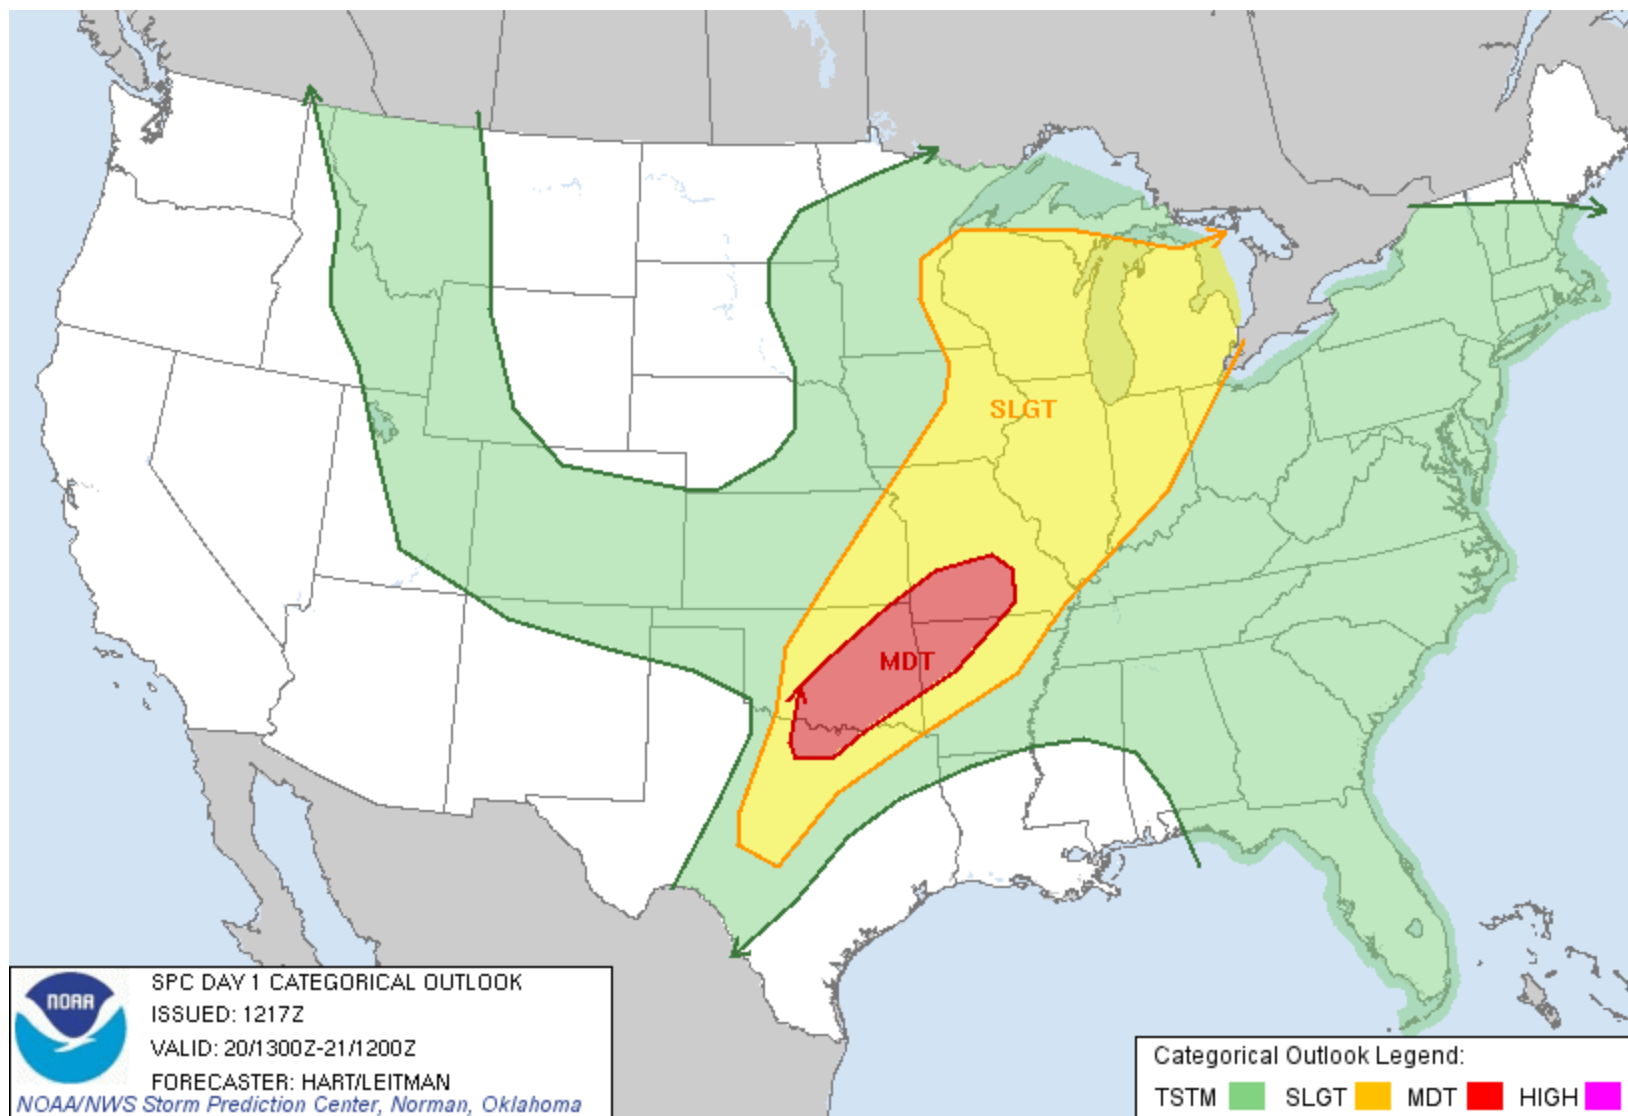 SLGT
MDT
NOAA
SPC DAY 1 CATEGORICAL OUTLOOK
ISSUED: 1217Z
VALID: 20/1300Z-21/1200Z
FORECASTER: HART/LEITMAN
NOAA/NWS Storm Prediction Center, Norman, Oklahoma
Categorical Outlook Legend:
TSTM SLGT MDT HIGH